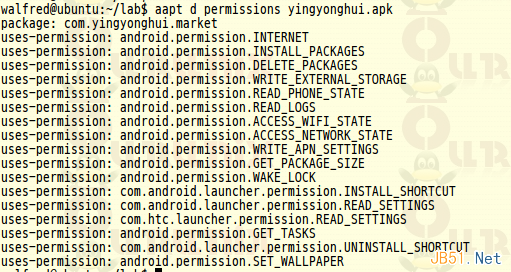 walfred@ubuntu:~/lab$ aapt d permissions yingyonghui.apk
package: com.yingyonghui.market
uses-permission: android.permission.INTERNET
uses-permission: android.permission.INSTALL_PACKAGES
uses-permission: android.permission.DELETE_PACKAGES
uses-permission: android.permission.WRITE_EXTERNAL_STORAGE
uses-permission: android.permission.READ_PHONE_STATE
uses-permission: android.permission.READ_LOGS
uses-permission: android.permission.ACCESS_WIFI_STATE
uses-permission: android.permission.ACCESS_NETWORK_STATE
uses-permission: android.permission.WRITE_APN_SETTINGS
uses-permission: android.permission.GET_PACKAGE_SIZE
uses-permission: android.permission.WAKE_LOCK
uses-permission: com.android.launcher.permission.INSTALL_SHORTCUT
uses-permission: com.android.launcher.permission.READ_SETTINGS
uses-permission: com.htc.launcher.permission.READ_SETTINGS
uses-permission: android.permission.GET_TASKS
uses-permission: com.android.launcher.permission.UNINSTALL_SHORTCUT
uses-permission: android.permission.SET_WALLPAPER
JB51.Net
walfred@ubuntu:~/lab$